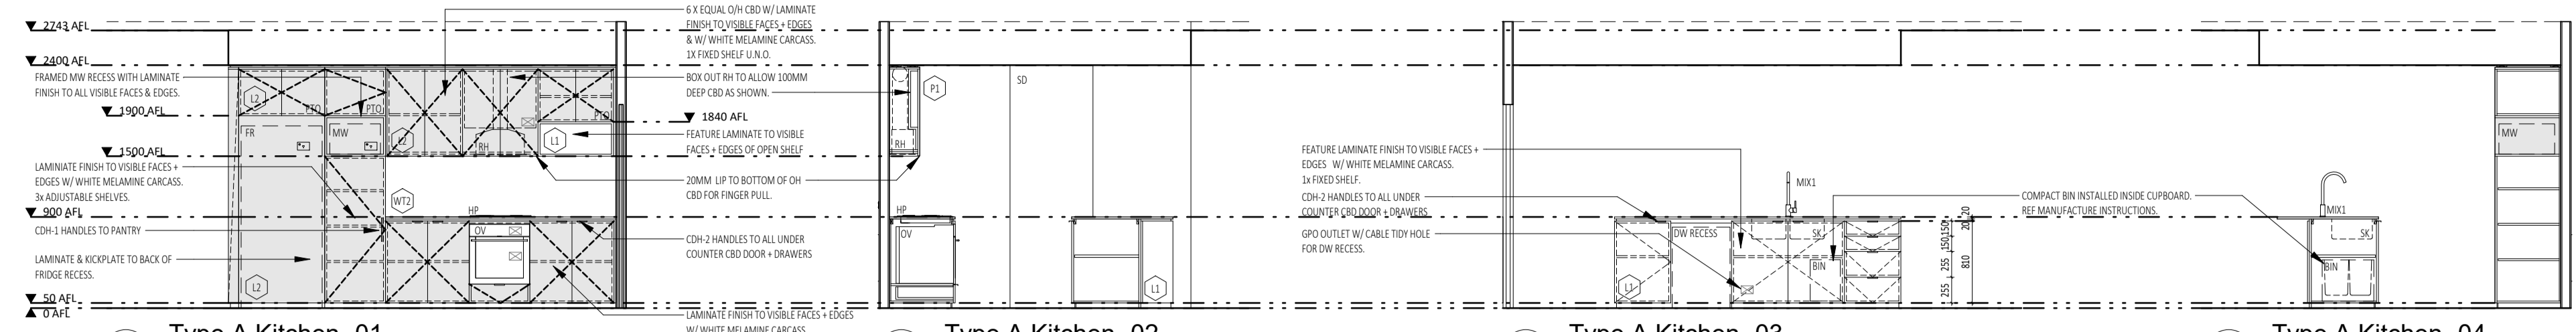 2743 AFL
2400 AFL
FRAMED MW RECESS WITH LAMINATE
FINISH TO ALL VISIBLE FACES & EDGES.
1900 AFL
1500 AFL
LAMINIATE FINISH TO VISIBLE FACES +
EDGES W/ WHITE MELAMINE CARCASS.
3x ADJUSTABLE SHELVES.
900 AFL
CDH-1 HANDLES TO PANTRY
LAMINATE & KICKPLATE TO BACK OF
FRIDGE RECESS.
50 AFL
0 AFL
L2
PTO
PTO
FR
MW
L2
RH
L1
PTO
WT2
HP
OV
L2
Type A Kitchen 01
6 X EQUAL O/H CBD W/ LAMINATE
FINISH TO VISIBLE FACES + EDGES
& W/ WHITE MELAMINE CARCASS.
1X FIXED SHELF U.N.O.
BOX OUT RH TO ALLOW 100MM
DEEP CBD AS SHOWN.
1840 AFL
FEATURE LAMINATE TO VISIBLE
FACES + EDGES OF OPEN SHELF
20MM LIP TO BOTTOM OF OH
CBD FOR FINGER PULL.
CDH-2 HANDLES TO ALL UNDER
COUNTER CBD DOOR + DRAWERS
LAMINATE FINISH TO VISIBLE FACES + EDGES
W/ WHITE MELAMINE CARCASS
P1
SD
RH
HP
OV
L1
Type A Kitchen 02
FEATURE LAMINATE FINISH TO VISIBLE FACES +
EDGES W/ WHITE MELAMINE CARCASS.
1x FIXED SHELF.
CDH-2 HANDLES TO ALL UNDER
COUNTER CBD DOOR + DRAWERS
GPO OUTLET W/ CABLE TIDY HOLE
FOR DW RECESS.
MIX1
DW RECESS
SK
BIN
L1
20
20
150
150
255
255
810
Type A Kitchen 03
COMPACT BIN INSTALLED INSIDE CUPBOARD.
REF MANUFACTURE INSTRUCTIONS.
MIX1
SK
BIN
MW
Type A Kitchen 04